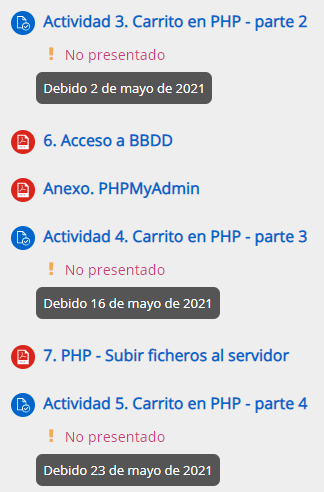 Actividad 3. Carrito en PHP - parte 2
! No presentado
Debido 2 de mayo de 2021
6. Acceso a BBDD
Anexo. PHPMyAdmin
Actividad 4. Carrito en PHP - parte 3
! No presentado
Debido 16 de mayo de 2021
7. PHP - Subir ficheros al servidor
Actividad 5. Carrito en PHP - parte 4
! No presentado
Debido 23 de mayo de 2021